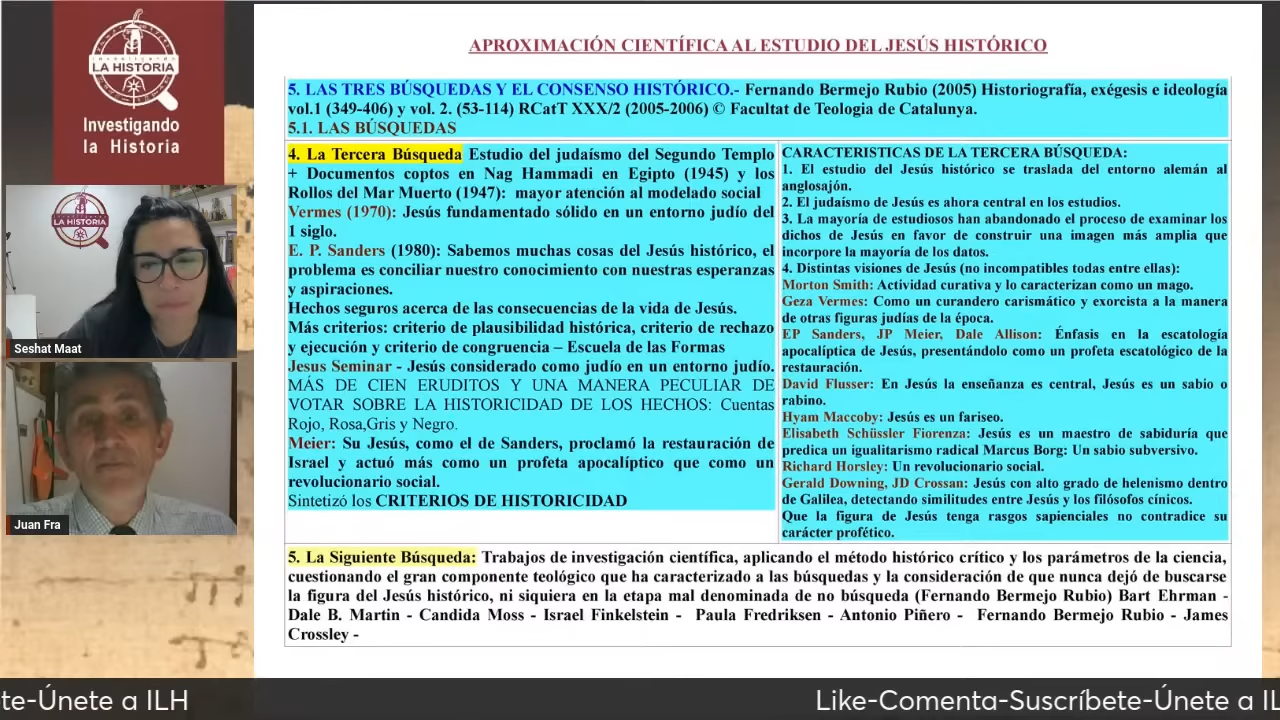 LA HISTORIA
Investigando
la Historia
LA HISTORIA
Seshat Maat
Juan Fra
APROXIMACIÓN CIENTÍFICA AL ESTUDIO DEL JESÚS HISTÓRICO
5. LAS TRES BÚSQUEDAS Y EL CONSENSO HISTÓRICO.- Fernando Bermejo Rubio (2005) Historiografía, exégesis e ideología
vol.1 (349-406) y vol. 2. (53-114) RCatT XXX/2 (2005-2006) © Facultat de Teologia de Catalunya.
5.1. LAS BÚSQUEDAS
4. La Tercera Búsqueda Estudio del judaísmo del Segundo Templo
+ Documentos coptos en Nag Hammadi en Egipto (1945) y los
Rollos del Mar Muerto (1947): mayor atención al modelado social
Vermes (1970): Jesús fundamentado sólido en un entorno judío del
1 siglo.
E. P. Sanders (1980): Sabemos muchas cosas del Jesús histórico, el
problema es conciliar nuestro conocimiento con nuestras esperanzas
y aspiraciones.
Hechos seguros acerca de las consecuencias de la vida de Jesús.
Más criterios: criterio de plausibilidad histórica, criterio de rechazo
y ejecución y criterio de congruencia – Escuela de las Formas
Jesus Seminar - Jesús considerado como judío en un entorno judío.
MÁS DE CIEN ERUDITOS Y UNA MANERA PECULIAR DE
VOTAR SOBRE LA HISTORICIDAD DE LOS HECHOS: Cuentas
Rojo, Rosa,Gris y Negro.
Meier: Su Jesús, como el de Sanders, proclamó la restauración de
Israel y actuó más como un profeta apocalíptico que como un
revolucionario social.
Sintetizó los CRITERIOS DE HISTORICIDAD
CARACTERISTICAS DE LA TERCERA BÚSQUEDA:
1. El estudio del Jesús histórico se traslada del entorno alemán al
anglosajón.
2. El judaísmo de Jesús es ahora central en los estudios.
3. La mayoría de estudiosos han abandonado el proceso de examinar los
dichos de Jesús en favor de construir una imagen más amplia que
incorpore la mayoría de los datos.
4. Distintas visiones de Jesús (no incompatibles todas entre ellas):
Morton Smith: Actividad curativa y lo caracterizan como un mago.
Geza Vermes: Como un curandero carismático y exorcista a la manera
de otras figuras judías de la época.
EP Sanders, JP Meier, Dale Allison: Énfasis en la escatología
apocalíptica de Jesús, presentándolo como un profeta escatológico de la
restauración.
David Flusser: En Jesús la enseñanza es central, Jesús es un sabio o
rabino.
Hyam Maccoby: Jesús es un fariseo.
Elisabeth Schüssler Fiorenza: Jesús es un maestro de sabiduría que
predica un igualitarismo radical Marcus Borg: Un sabio subversivo.
Richard Horsley: Un revolucionario social.
Gerald Downing, JD Crossan: Jesús con alto grado de helenismo dentro
de Galilea, detectando similitudes entre Jesús y los filósofos cínicos.
Que la figura de Jesús tenga rasgos sapienciales no contradice su
carácter profético.
5. La Siguiente Búsqueda: Trabajos de investigación científica, aplicando el método histórico crítico y los parámetros de la ciencia,
cuestionando el gran componente teológico que ha caracterizado a las búsquedas y la consideración de que nunca dejó de buscarse
la figura del Jesús histórico, ni siquiera en la etapa mal denominada de no búsqueda (Fernando Bermejo Rubio) Bart Ehrman -
Dale B. Martin - Candida Moss - Israel Finkelstein - Paula Fredriksen - Antonio Piñero - Fernando Bermejo Rubio - James
Crossley -
te-Únete a ILH
Like-Comenta-Suscríbete-Únete a IL